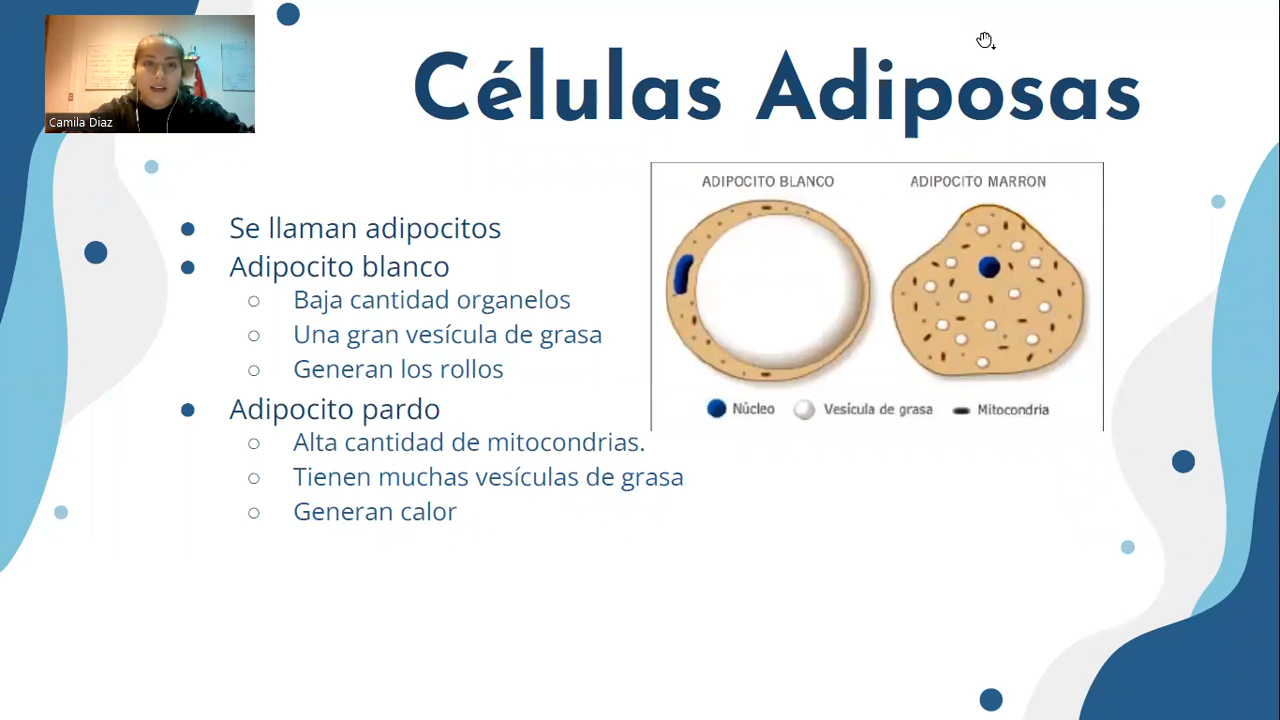 Camila Diaz
Células Adiposas
Se llaman adipocitos
Adipocito blanco
Baja cantidad organelos
Una gran vesícula de grasa
Generan los rollos
Adipocito pardo
Alta cantidad de mitocondrias.
Tienen muchas vesículas de grasa
Generan calor
ADIPOCITO BLANCO
ADIPOCITO MARRON
Núcleo
Vesícula de grasa
Mitocondria